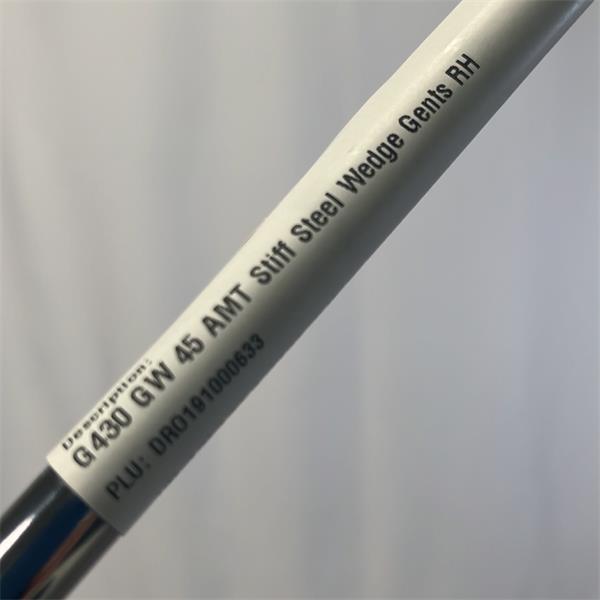 Description:
G430 GW 45 AMT Stiff Steel Wedge Gents RH
PLU: DRO191000633